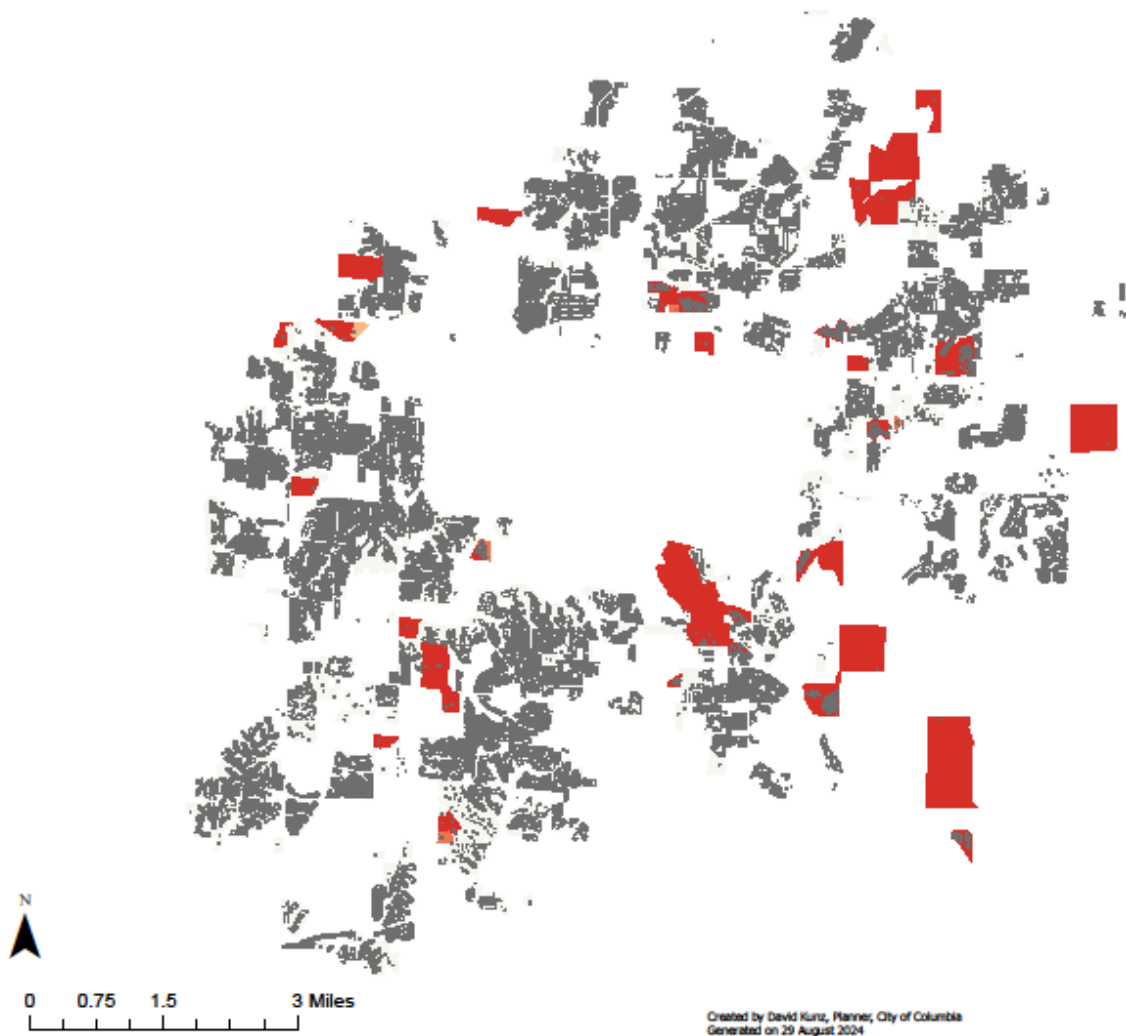 N
0 0.75 1.5 3 Miles
Created by David Kunz, Planner, City of Columbia
Generated on 29 August 2024